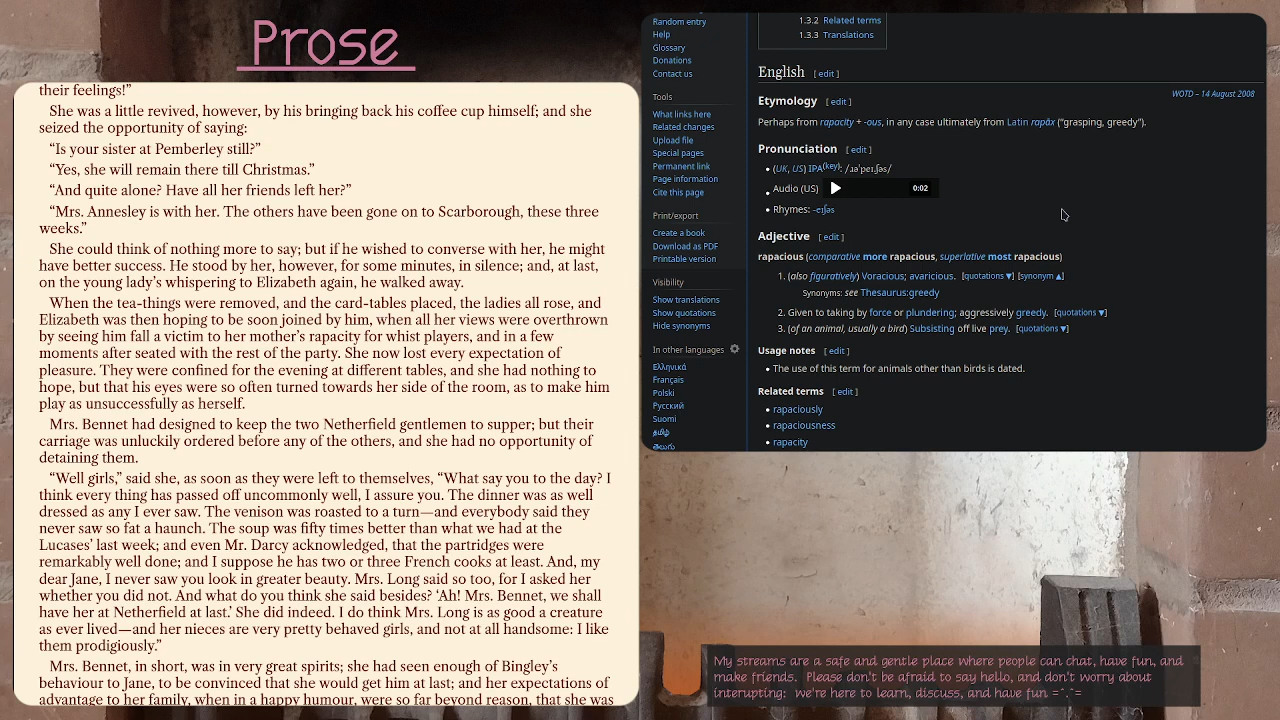 Prose
their feelings!”
She was a little revived, however, by his bringing back his coffee cup himself; and she
seized the opportunity of saying:
“Is your sister at Pemberley still?”
“Yes, she will remain there till Christmas.”
“And quite alone? Have all her friends left her?”
“Mrs. Annesley is with her. The others have been gone on to Scarborough, these three
weeks.”
She could think of nothing more to say; but if he wished to converse with her, he might
have better success. He stood by her, however, for some minutes, in silence; and, at last,
on the young lady’s whispering to Elizabeth again, he walked away.
When the tea-things were removed, and the card-tables placed, the ladies all rose, and
Elizabeth was then hoping to be soon joined by him, when all her views were overthrown
by seeing him fall a victim to her mother’s rapacity for whist players, and in a few
moments after seated with the rest of the party. She now lost every expectation of
pleasure. They were confined for the evening at different tables, and she had nothing to
hope, but that his eyes were so often turned towards her side of the room, as to make him
play as unsuccessfully as herself.
Mrs. Bennet had designed to keep the two Netherfield gentlemen to supper; but their
carriage was unluckily ordered before any of the others, and she had no opportunity of
detaining them.
“Well girls,” said she, as soon as they were left to themselves, “What say you to the day? I
think every thing has passed off uncommonly well, I assure you. The dinner was as well
dressed as any I ever saw. The venison was roasted to a turn—and everybody said they
never saw so fat a haunch. The soup was fifty times better than what we had at the
Lucases’ last week; and even Mr. Darcy acknowledged, that the partridges were
remarkably well done; and I suppose he has two or three French cooks at least. And, my
dear Jane, I never saw you look in greater beauty. Mrs. Long said so too, for I asked her
whether you did not. And what do you think she said besides? ‘Ah! Mrs. Bennet, we shall
have her at Netherfield at last.’ She did indeed. I do think Mrs. Long is as good a creature
as ever lived—and her nieces are very pretty behaved girls, and not at all handsome: I like
them prodigiously.”
Mrs. Bennet, in short, was in very great spirits; she had seen enough of Bingley’s
behaviour to Jane, to be convinced that she would get him at last; and her expectations of
advantage to her family, when in a happy humour, were so far beyond reason, that she was
Random entry
Help
Glossary
Donations
Contact us
Tools
What links here
Related changes
Upload file
Special pages
Permanent link
Page information
Cite this page
Print/export
Create a book
Download as PDF
Printable version
Visibility
Show translations
Show quotations
Hide synonyms
In other languages
Ελληνικά
Français
Polski
Русский
Suomi
தமிழ்
తెలుగు
1.3.2 Related terms
1.3.3 Translations
English [ edit ]
WOTD – 14 August 2008
Etymology [ edit ]
Perhaps from rapacity + -ous, in any case ultimately from Latin rapāx (“grasping, greedy”).
Pronunciation [ edit ]
• (UK, US) IPA(key): /ɹəˈpeɪ.ʃəs/
• Audio (US) 0:02
• Rhymes: -eɪʃəs
Adjective [ edit ]
rapacious (comparative more rapacious, superlative most rapacious)
1. (also figuratively) Voracious; avaricious. [quotations ▼] [synonym ▲]
Synonyms: see Thesaurus:greedy
2. Given to taking by force or plundering; aggressively greedy. [quotations ▼]
3. (of an animal, usually a bird) Subsisting off live prey. [quotations ▼]
Usage notes [ edit ]
• The use of this term for animals other than birds is dated.
Related terms [ edit ]
• rapaciously
• rapaciousness
• rapacity
My streams are a safe and gentle place where people can chat, have fun, and
make friends. Please don't be afraid to say hello, and don't worry about
interupting: we're here to learn, discuss, and have fun =^.^=